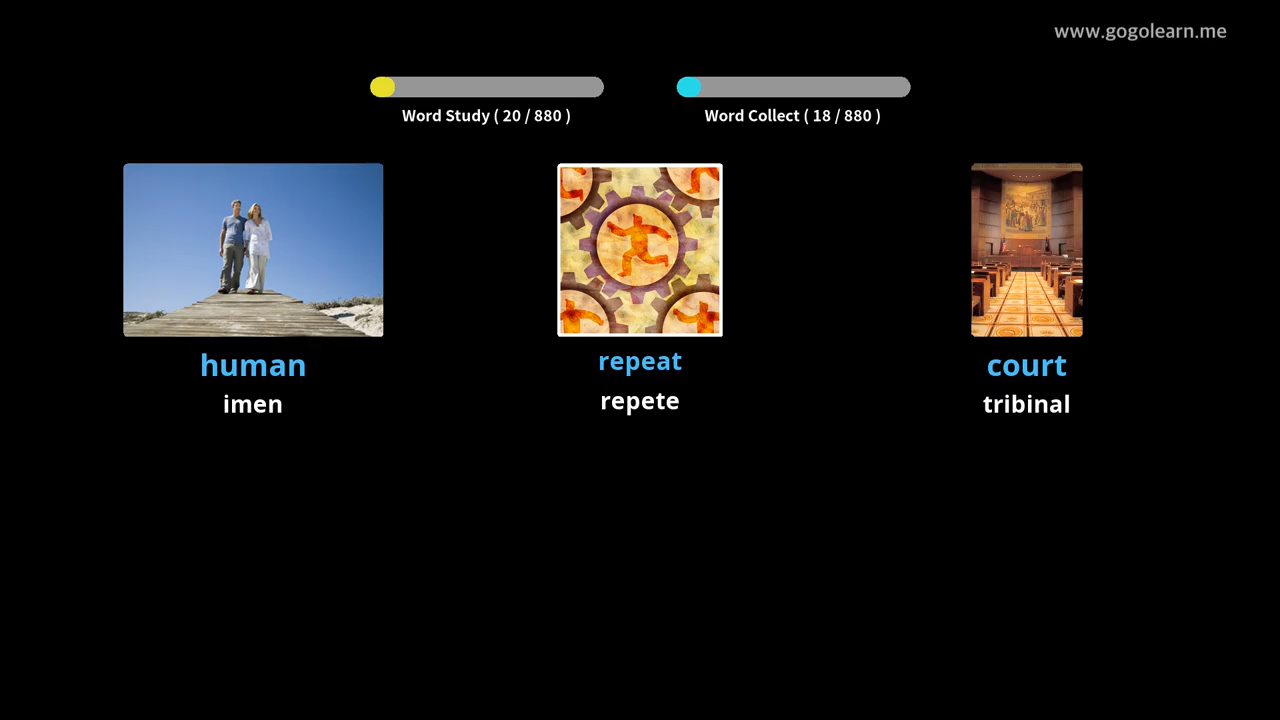 www.gogolearn.me
Word Study ( 20 / 880 )
Word Collect ( 18 / 880 )
human
imen
repeat
repete
court
tribinal